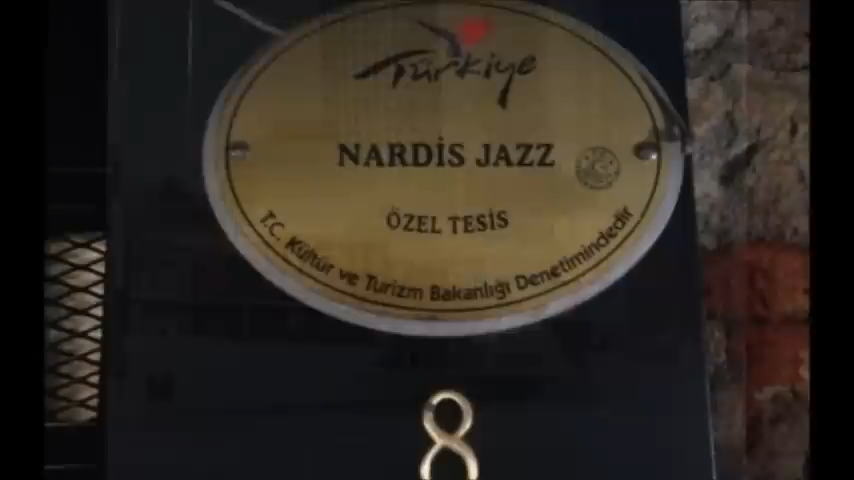 Türkiye
NARDİS JAZZ
ÖZEL TESİS
T.C. Kültür ve Turizm Bakanlığı Denetimindedir
8